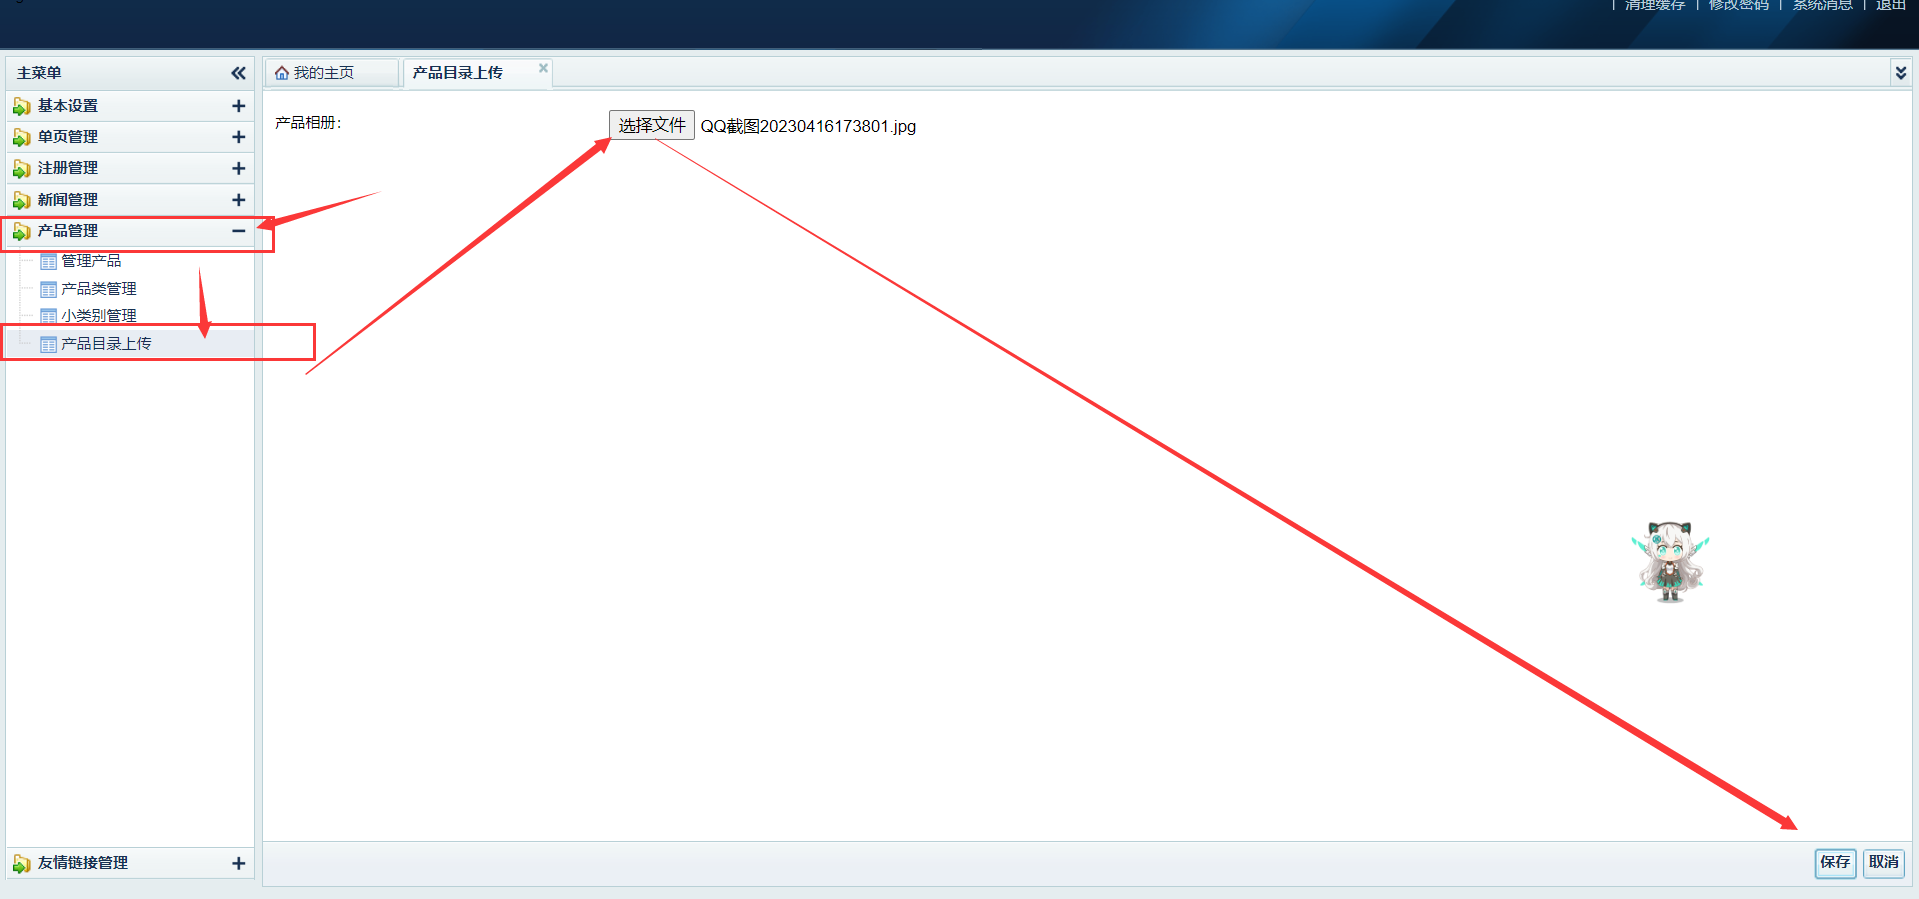 清理缓存 | 修改密码 | 系统消息 | 退出
主菜单
基本设置
单页管理
注册管理
新闻管理
产品管理
管理产品
产品类管理
小类别管理
产品目录上传
友情链接管理
我的主页
产品目录上传
产品相册：
选择文件 QQ截图20230416173801.jpg
保存 取消